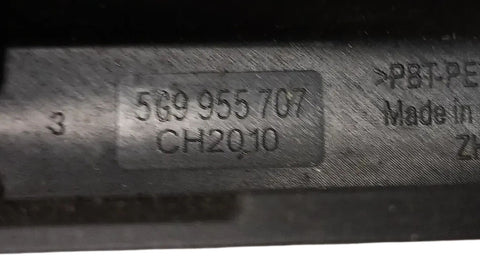 3
5G9 955 707
CH2010
>PBT-PE
Made in